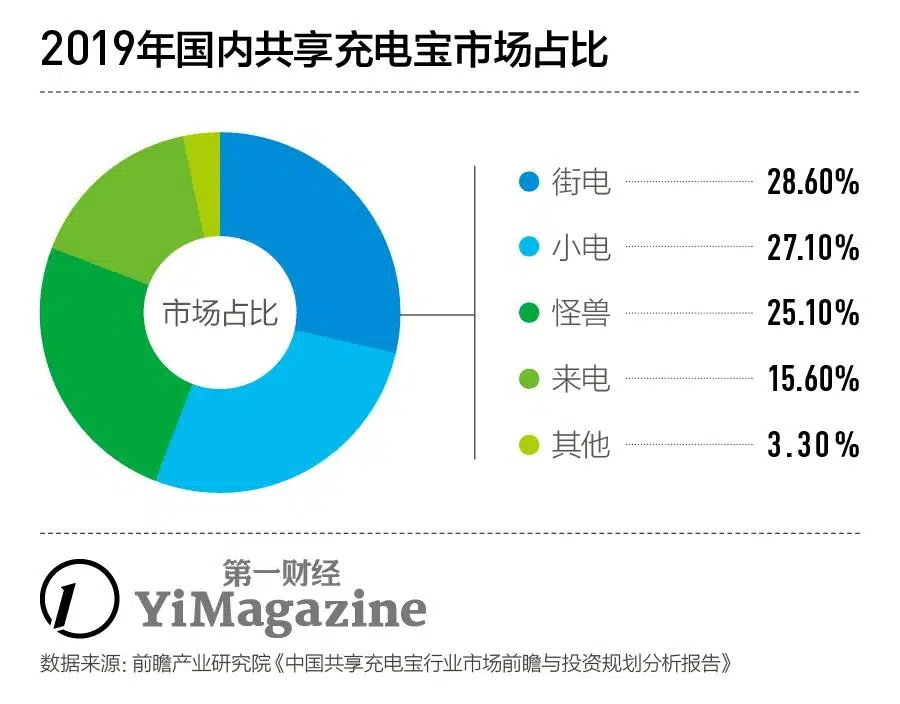 2019年国内共享充电宝市场占比
市场占比
街电 28.60%
小电 27.10%
怪兽 25.10%
来电 15.60%
其他 3.30%
第一财经
YiMagazine
数据来源：前瞻产业研究院《中国共享充电宝行业市场前瞻与投资规划分析报告》